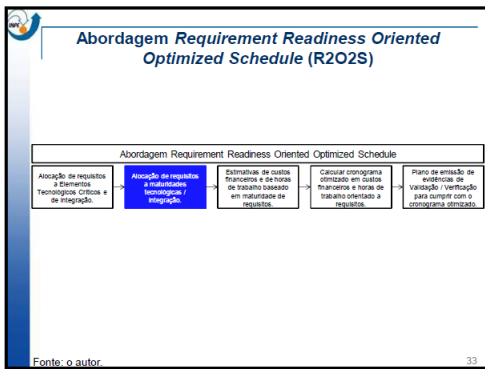 INPE
Abordagem Requirement Readiness Oriented
Optimized Schedule (R2O2S)
Abordagem Requirement Readiness Oriented Optimized Schedule
Alocação de requisitos
a Elementos
Tecnológicos Críticos e
de integração.
Alocação de requisitos
a maturidades
tecnológicas /
integração.
Estimativas de custos
financeiros e de horas
de trabalho baseado
em maturidade de
requisitos.
Calcular cronograma
otimizado em custos
financeiros e horas de
trabalho orientado a
requisitos.
Plano de emissão de
evidências de
Validação / Verificação
para cumprir com o
cronograma otimizado.
Fonte: o autor.
33